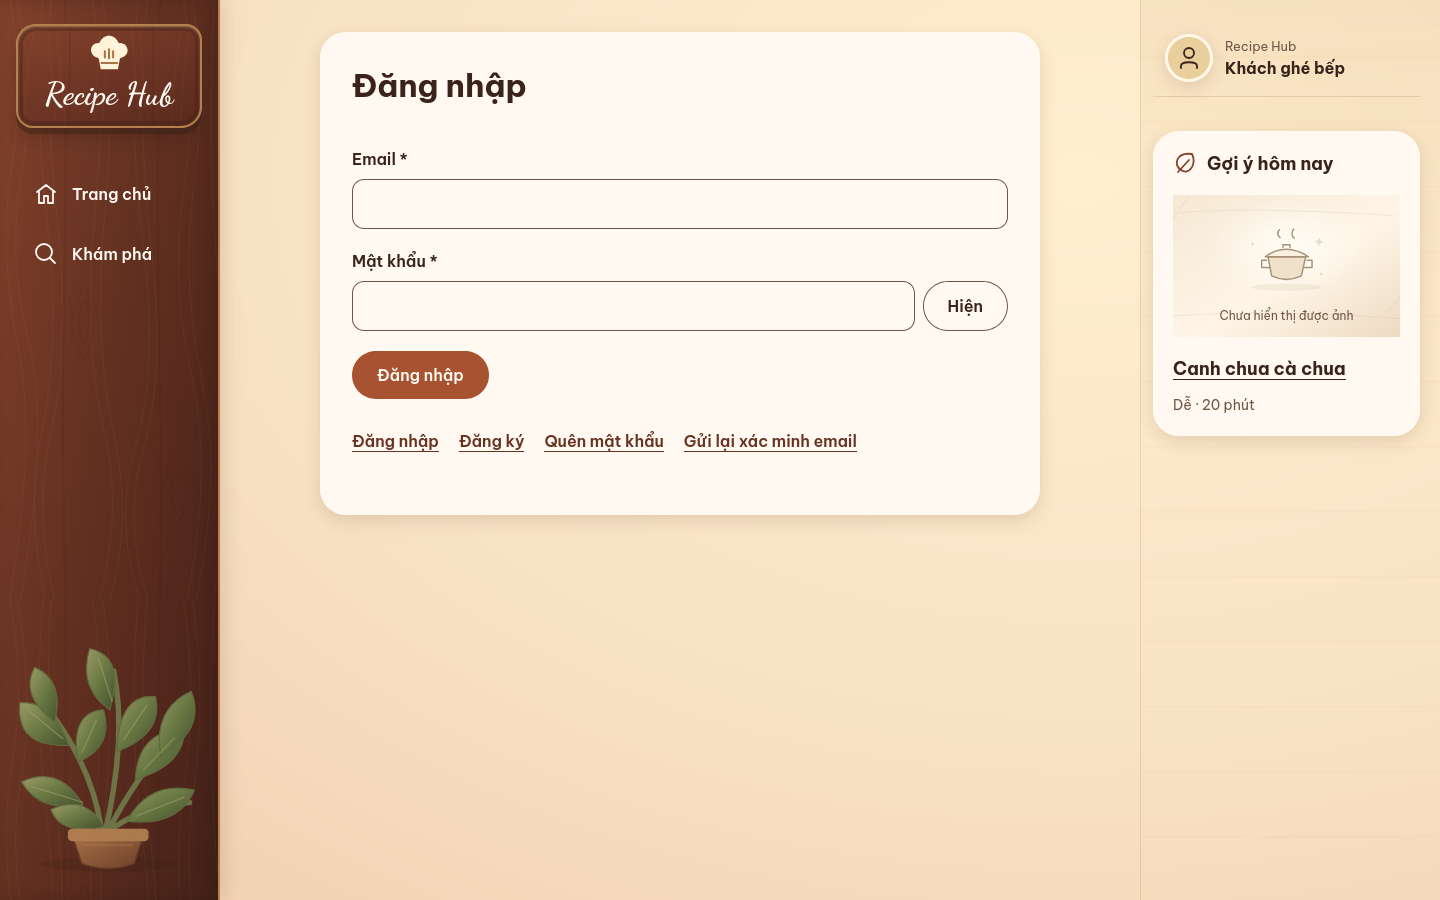 Recipe Hub
Trang chủ
Khám phá
Đăng nhập
Email *
Mật khẩu *
Hiện
Đăng nhập
Đăng nhập Đăng ký Quên mật khẩu Gửi lại xác minh email
Recipe Hub
Khách ghé bếp
Gợi ý hôm nay
Chưa hiển thị được ảnh
Canh chua cà chua
Dễ · 20 phút